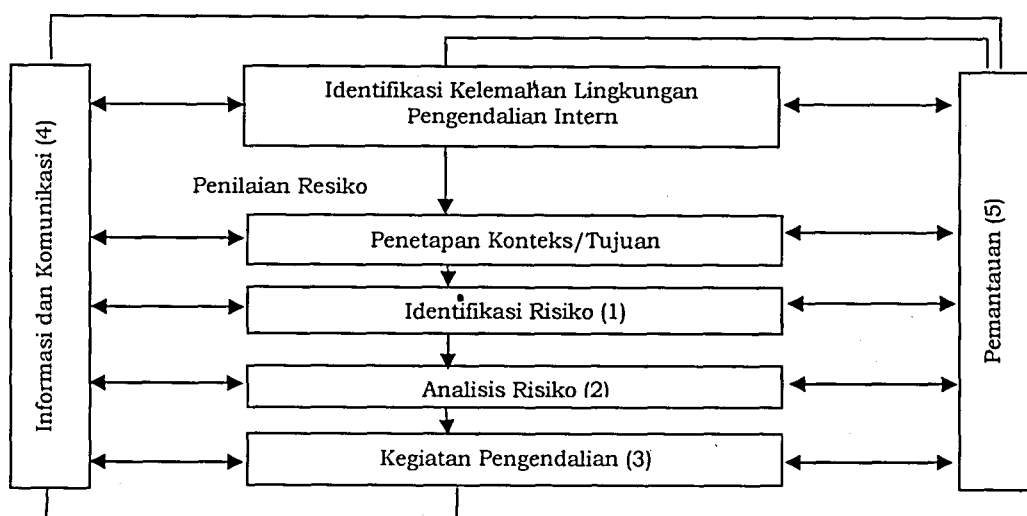 Identifikasi Kelemahan Lingkungan
Pengendalian Intern
Informasi dan Komunikasi (4)
Penilaian Resiko
Penetapan Konteks/Tujuan
Identifikasi Risiko (1)
Analisis Risiko (2)
Kegiatan Pengendalian (3)
Pemantauan (5)